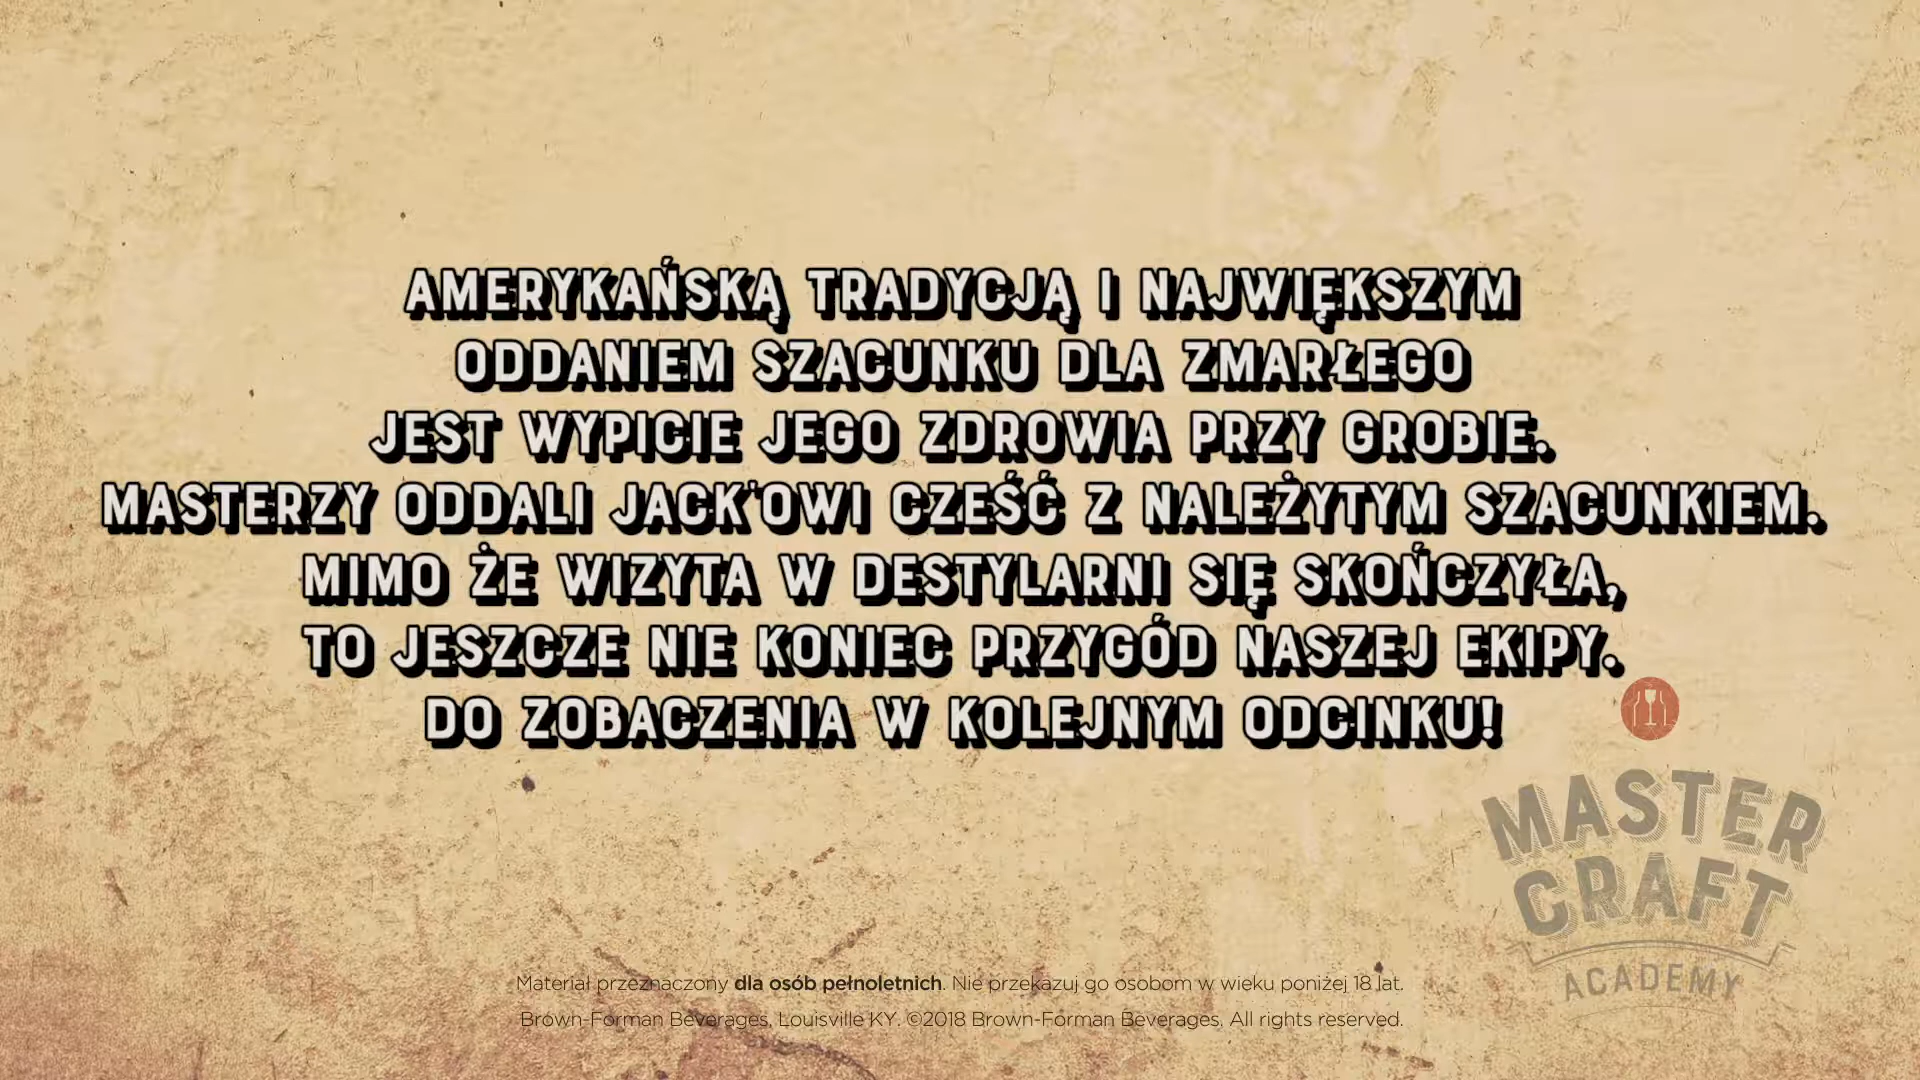 AMERYKAŃSKĄ TRADYCJĄ I NAJWIĘKSZYM
ODDANIEM SZACUNKU DLA ZMARŁEGO
JEST WYPICIE JEGO ZDROWIA PRZY GROBIE.
MASTERZY ODDALI JACK'OWI CZEŚĆ Z NALEŻYTYM SZACUNKIEM.
MIMO ŻE WIZYTA W DESTYLARNI SIĘ SKOŃCZYŁA,
TO JESZCZE NIE KONIEC PRZYGÓD NASZEJ EKIPY.
DO ZOBACZENIA W KOLEJNYM ODCINKU!
MASTER
CRAFT
ACADEMY
Materiał przeznaczony dla osób pełnoletnich. Nie przekazuj go osobom w wieku poniżej 18 lat.
Brown-Forman Beverages, Louisville KY. ©2018 Brown-Forman Beverages, All rights reserved.